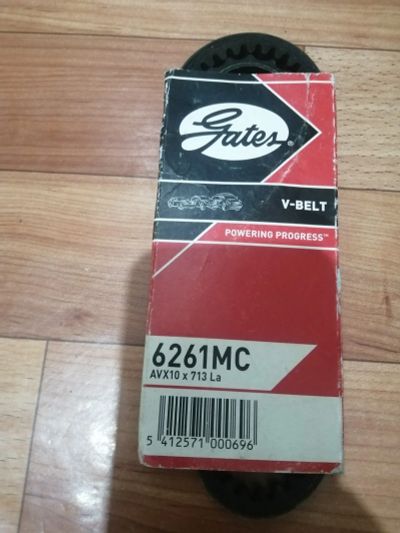 Gates®
V-BELT
POWERING PROGRESS™
6261MC
AVX10 x 713 La
5 412571 000696